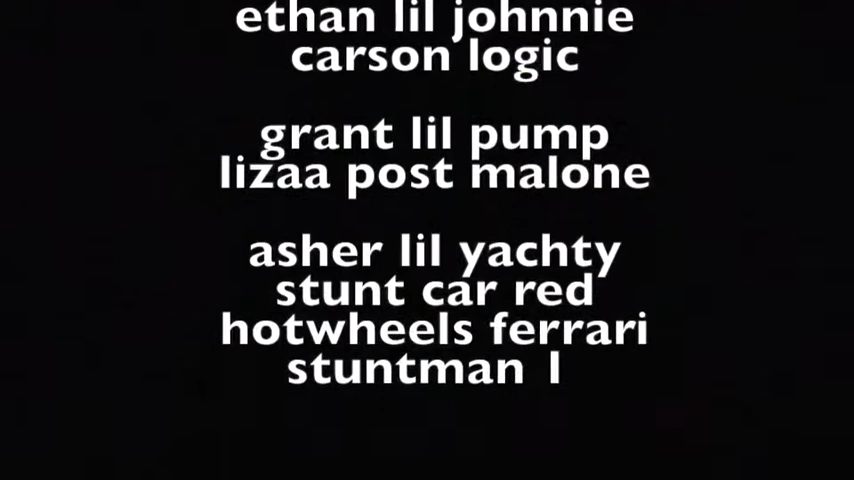 ethan lil johnnie
carson logic
grant lil pump
lizaa post malone
asher lil yachty
stunt car red
hotwheels ferrari
stuntman 1